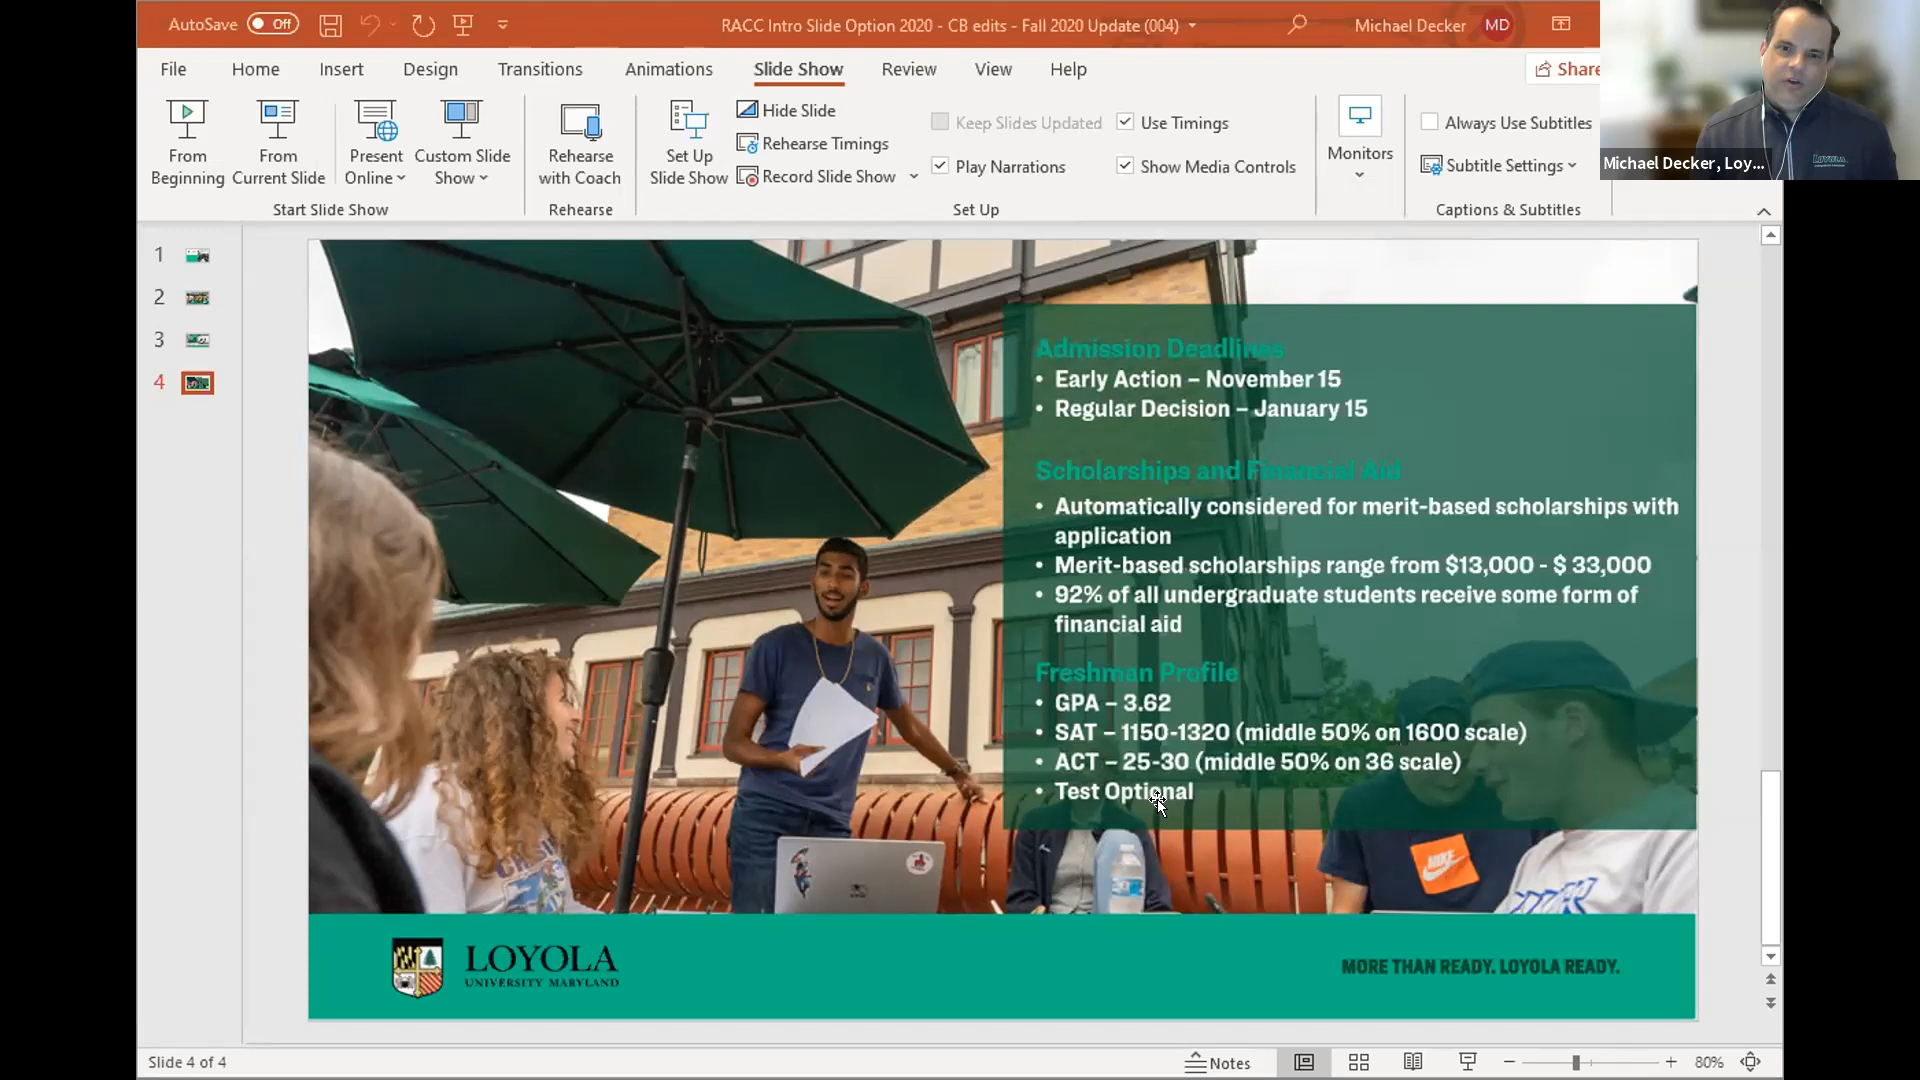 AutoSave Off
RACC Intro Slide Option 2020 - CB edits - Fall 2020 Update (004)
Michael Decker MD
File Home Insert Design Transitions Animations Slide Show Review View Help
Share
From Beginning
From Current Slide
Present Online
Custom Slide Show
Start Slide Show
Rehearse with Coach
Rehearse
Set Up Slide Show
Hide Slide
Rehearse Timings
Record Slide Show
Keep Slides Updated
Use Timings
Play Narrations
Show Media Controls
Set Up
Monitors
Always Use Subtitles
Subtitle Settings
Captions & Subtitles
LOYOLA
Michael Decker, Loy...
1
2
3
4
Admission Deadlines
• Early Action – November 15
• Regular Decision – January 15
Scholarships and Financial Aid
• Automatically considered for merit-based scholarships with
application
• Merit-based scholarships range from $13,000 - $ 33,000
• 92% of all undergraduate students receive some form of
financial aid
Freshman Profile
• GPA – 3.62
• SAT – 1150-1320 (middle 50% on 1600 scale)
• ACT – 25-30 (middle 50% on 36 scale)
• Test Optional
NIKE
LOYOLA
UNIVERSITY MARYLAND
MORE THAN READY. LOYOLA READY.
Slide 4 of 4
Notes
80%